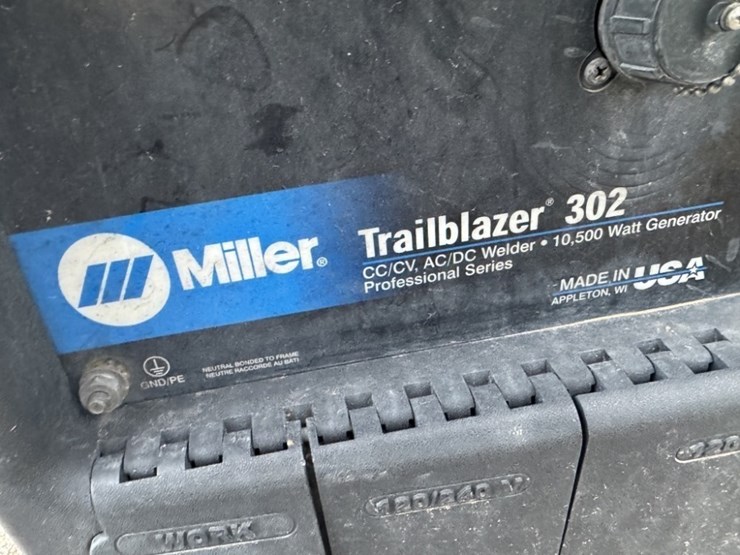 Miller®
Trailblazer® 302
CC/CV, AC/DC Welder • 10,500 Watt Generator
Professional Series
MADE IN USA
APPLETON, WI
GND/PE
NEUTRAL BONDED TO FRAME
NEUTRE RACCORDE AU BATI
WORK
120/240 V
120